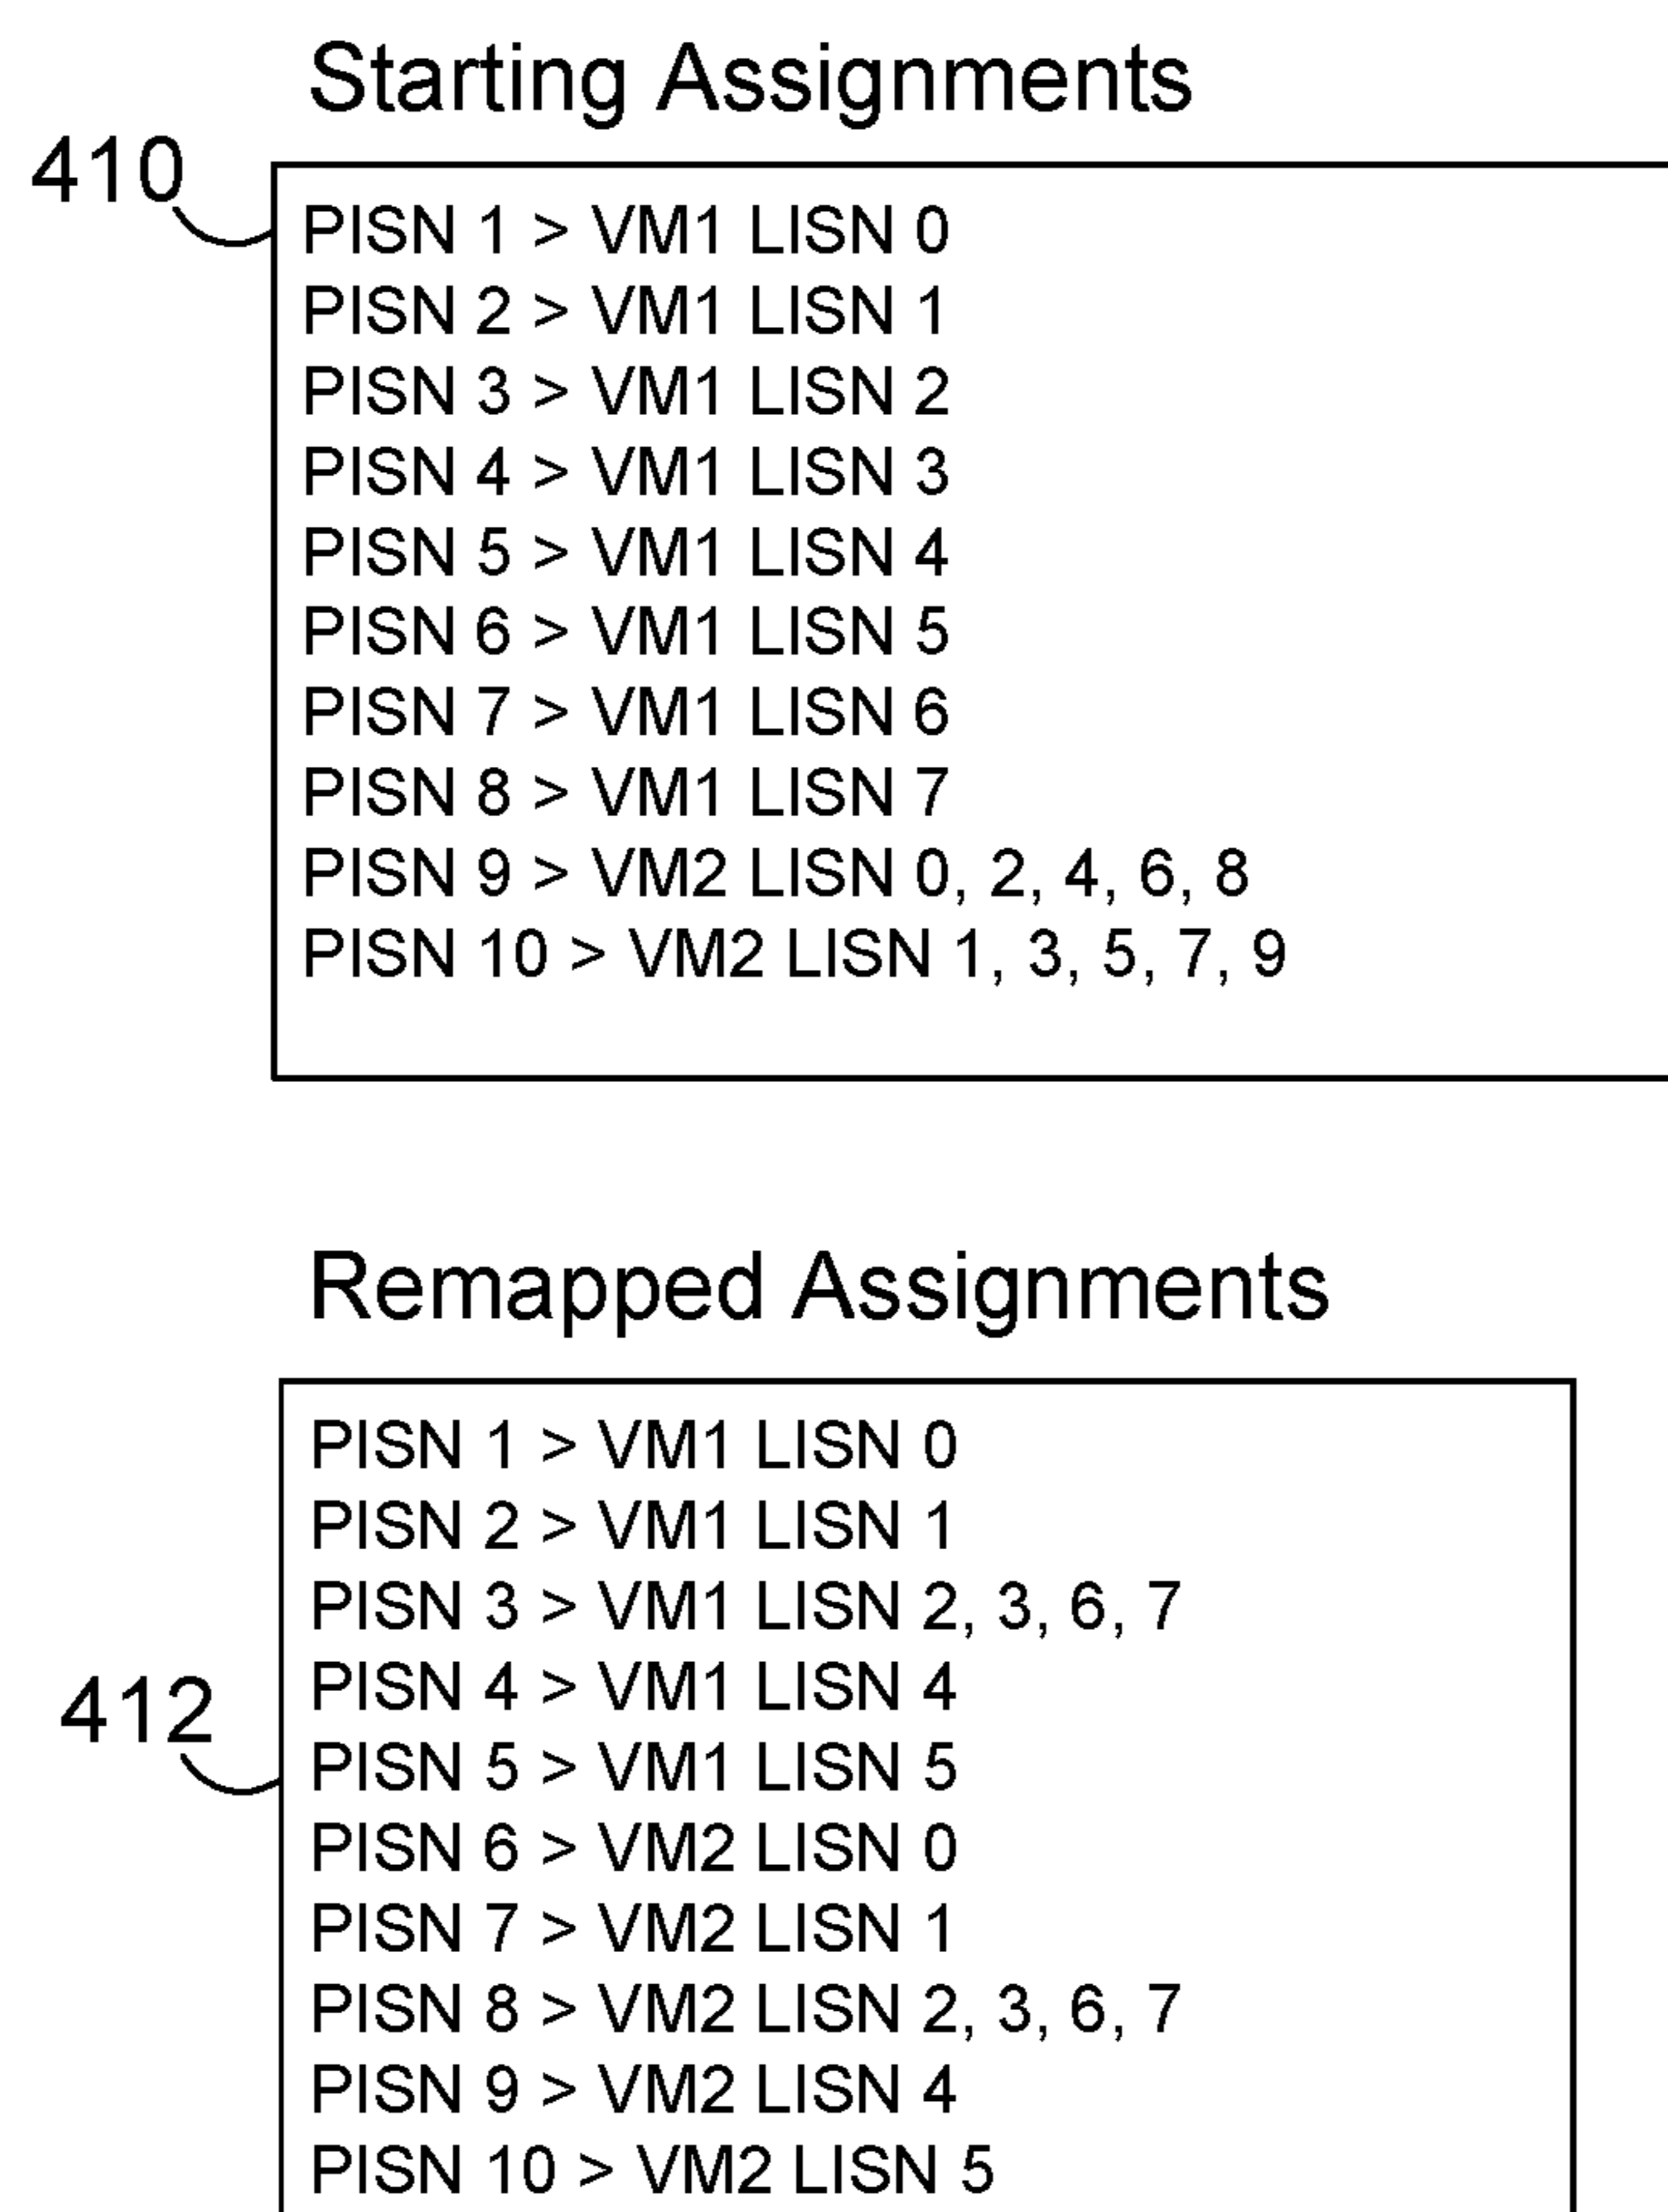 Starting Assignments
410
PISN 1 > VM1 LISN 0
PISN 2 > VM1 LISN 1
PISN 3 > VM1 LISN 2
PISN 4 > VM1 LISN 3
PISN 5 > VM1 LISN 4
PISN 6 > VM1 LISN 5
PISN 7 > VM1 LISN 6
PISN 8 > VM1 LISN 7
PISN 9 > VM2 LISN 0, 2, 4, 6, 8
PISN 10 > VM2 LISN 1, 3, 5, 7, 9
Remapped Assignments
412
PISN 1 > VM1 LISN 0
PISN 2 > VM1 LISN 1
PISN 3 > VM1 LISN 2, 3, 6, 7
PISN 4 > VM1 LISN 4
PISN 5 > VM1 LISN 5
PISN 6 > VM2 LISN 0
PISN 7 > VM2 LISN 1
PISN 8 > VM2 LISN 2, 3, 6, 7
PISN 9 > VM2 LISN 4
PISN 10 > VM2 LISN 5